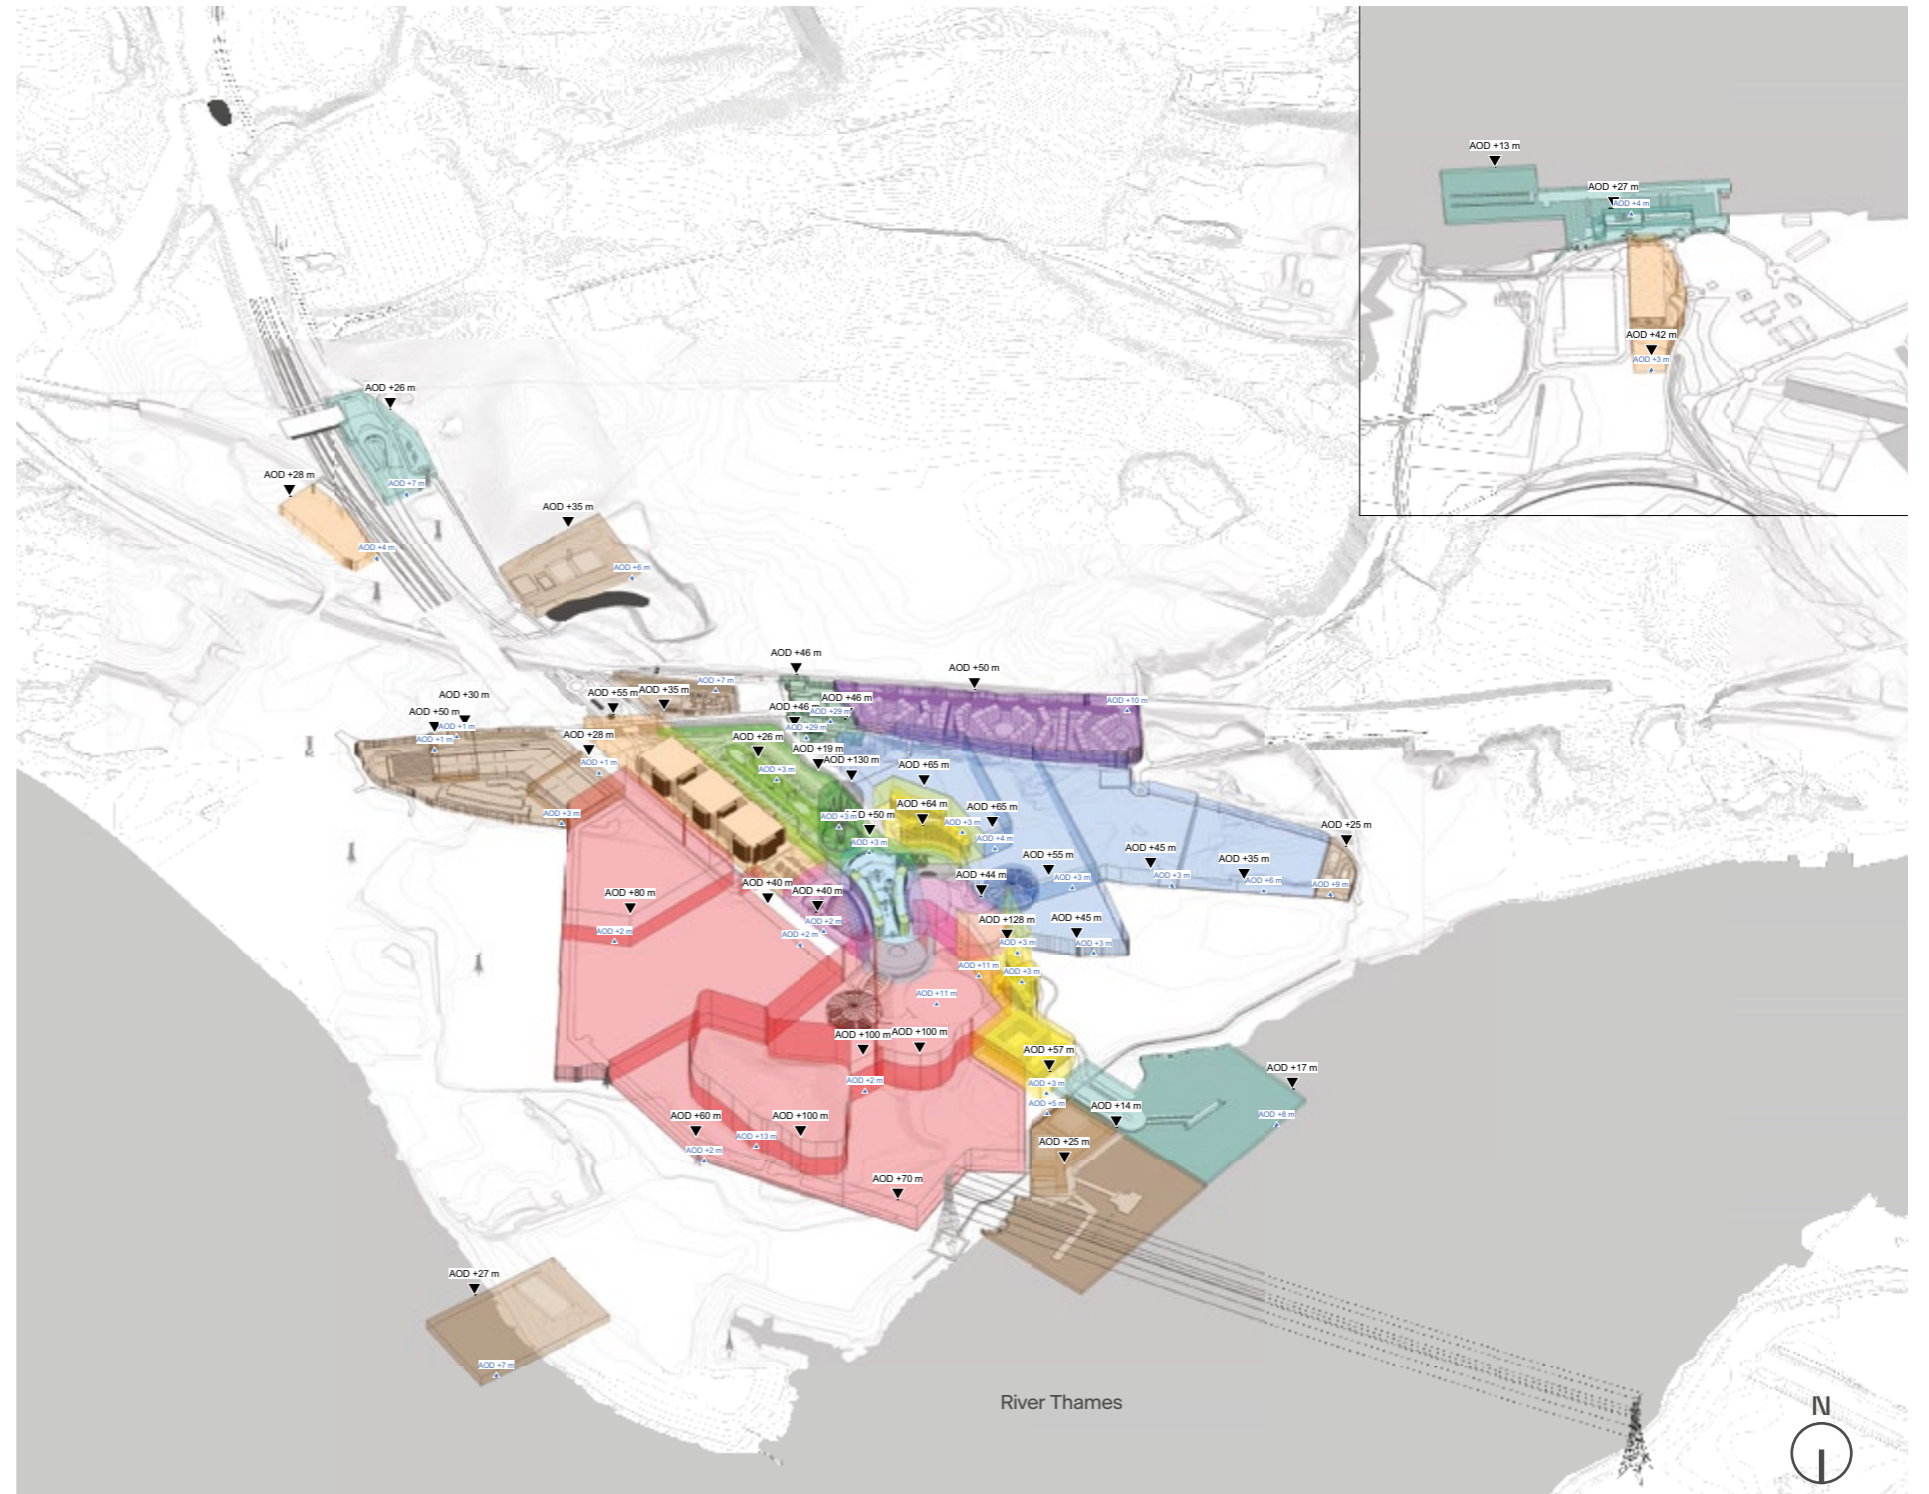 AOD +13 m
AOD +27 m
AOD +4 m
AOD +42 m
AOD +3 m
AOD +26 m
AOD +28 m
AOD +7 m
AOD +35 m
AOD +4 m
AOD +6 m
AOD +46 m
AOD +50 m
AOD +7 m
AOD +30 m
AOD +55 m
AOD +35 m
AOD +46 m
AOD +10 m
AOD +50 m
AOD +46 m
AOD +29 m
AOD +1 m
AOD +29 m
AOD +1 m
AOD +28 m
AOD +26 m
AOD +19 m
AOD +1 m
AOD +3 m
AOD +130 m
AOD +65 m
AOD +64 m
AOD +65 m
AOD +3 m
AOD +3 m
D +50 m
AOD +3 m
AOD +25 m
AOD +3 m
AOD +4 m
AOD +55 m
AOD +45 m
AOD +35 m
AOD +44 m
AOD +3 m
AOD +3 m
AOD +6 m
AOD +9 m
AOD +80 m
AOD +40 m
AOD +40 m
AOD +2 m
AOD +2 m
AOD +2 m
AOD +128 m
AOD +45 m
AOD +3 m
AOD +3 m
AOD +11 m
AOD +3 m
AOD +11 m
AOD +100 m
AOD +100 m
AOD +57 m
AOD +17 m
AOD +2 m
AOD +3 m
AOD +5 m
AOD +14 m
AOD +8 m
AOD +60 m
AOD +100 m
AOD +13 m
AOD +2 m
AOD +25 m
AOD +70 m
AOD +27 m
AOD +7 m
River Thames
N